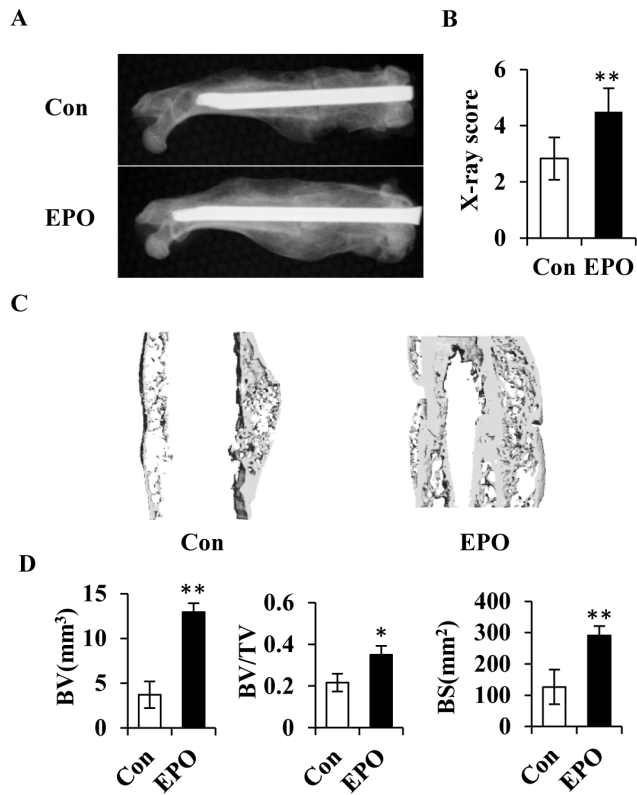 A
Con
EPO
B
X-ray score
6
4
2
0
**
Con EPO
C
Con
EPO
D
BV(mm³)
15
10
5
0
**
Con
EPO
BV/TV
0.6
0.4
0.2
0
*
Con
EPO
BS(mm²)
400
300
200
100
0
**
Con
EPO